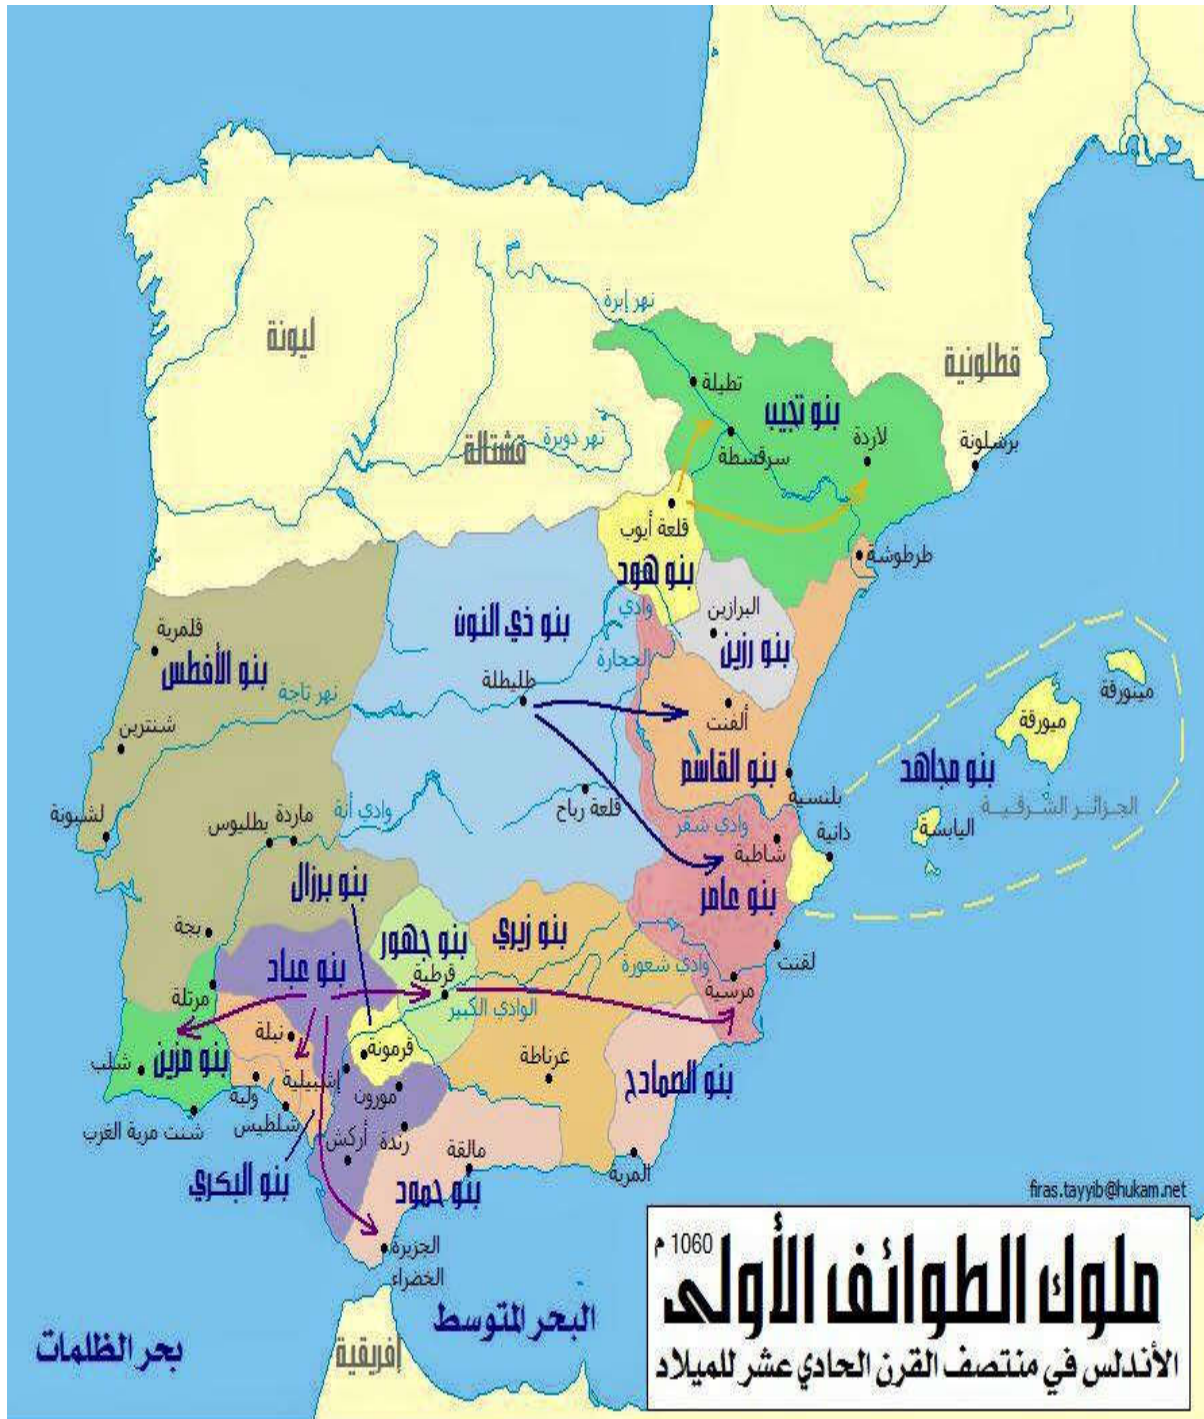 نهر إبرة
ليونة
قطلونية
تطيلة
بنو تجيب
لاردة
برشلونة
نهر دويرة
قشتالة
سرقسطة
قلعة أيوب
طرطوشة
بنو هود
وادي
الحجارة
البرازين
بنو رزين
بنو ذي النون
قلمرية
بنو الأفطس
نهر تاجة
طليطلة
ألفنت
شنترين
بنو القاسم
مينورقة
ميورقة
بنو مجاهد
الجزائر الشرقية
اليابسة
بلنسية
دانية
لشبونة
بطليوس
ماردة
وادي أنة
قلعة رباح
وادي شقر
شاطبة
بنو عامر
بنو برزال
بنو جهور
بنو زيري
بجة
بنو عباد
قرطبة
الوادي الكبير
وادي شعورة
مرسية
لقنت
مرتلة
نبلة
قرمونة
غرناطة
بنو الصمادح
شلب
بنو مزين
ولبة
إشبيلية
مورون
شنت مرية الغرب
شلطيس
أركش
رندة
مالقة
المرية
بنو البكري
بنو حمود
الجزيرة
الخضراء
البحر المتوسط
بحر الظلمات
إفريقية
firas.tayyib@hukam.net
ملوك الطوائف الأولى
1060 م
الأندلس في منتصف القرن الحادي عشر للميلاد